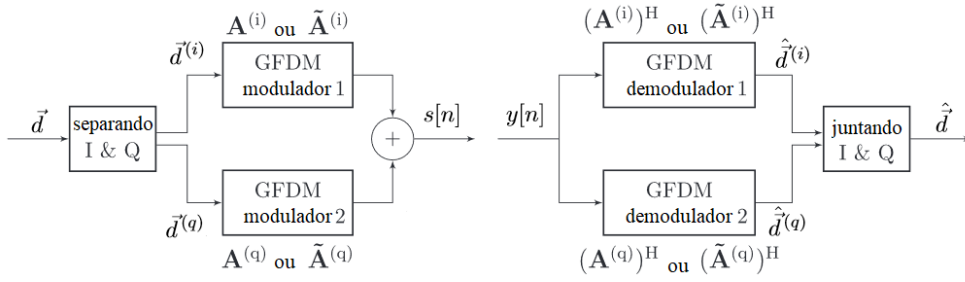 A⁽ⁱ⁾ ou Ã⁽ⁱ⁾
d⃗⁽ⁱ⁾
GFDM
modulador 1
d⃗
separando
I & Q
+
s[n]
GFDM
modulador 2
d⃗^(q)
A^(q) ou Ã^(q)
(A⁽ⁱ⁾)ᴴ ou (Ã⁽ⁱ⁾)ᴴ
GFDM
demodulador 1
d⃗̂⁽ⁱ⁾
y[n]
juntando
I & Q
d⃗̂
GFDM
demodulador 2
d⃗̂^(q)
(A^(q))ᴴ ou (Ã^(q))ᴴ